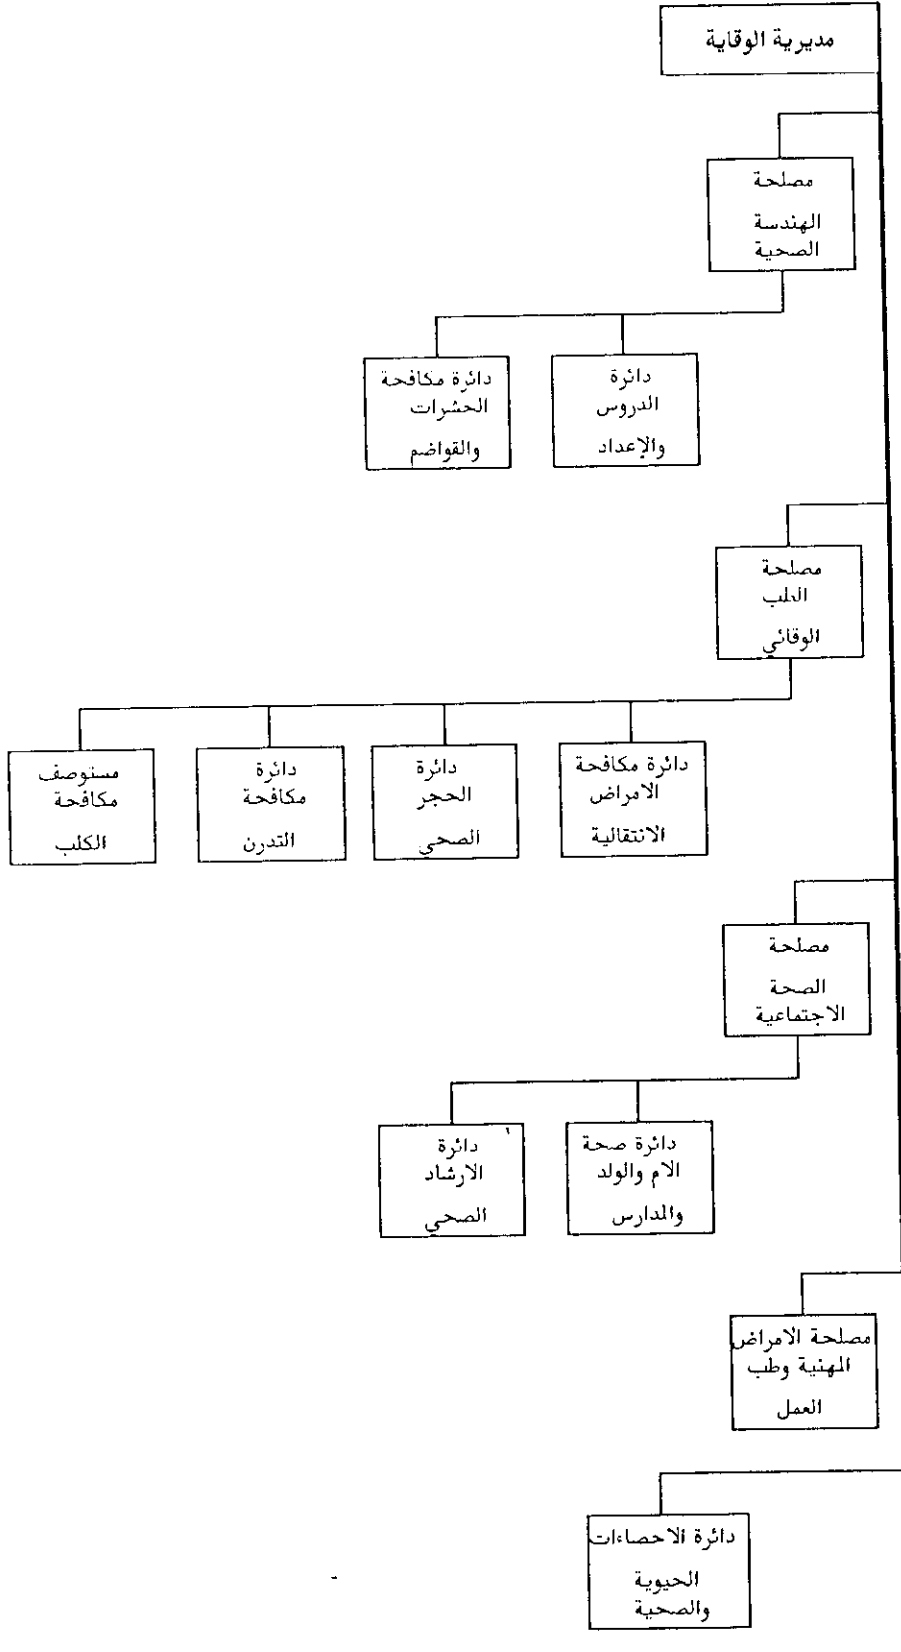 مديرية الوقاية
مصلحة
الهندسة
الصحية
دائرة
الدروس
والإعداد
دائرة مكافحة
الحشرات
والقواضم
مصلحة
الطب
الوقائي
دائرة مكافحة
الامراض
الانتقالية
دائرة
الحجر
الصحي
دائرة
مكافحة
التدرن
مستوصف
مكافحة
الكلب
مصلحة
الصحة
الاجتماعية
دائرة صحة
الام والولد
والمدارس
دائرة
الارشاد
الصحي
مصلحة الامراض
المهنية وطب
العمل
دائرة الاحصاءات
الحيوية
والصحية